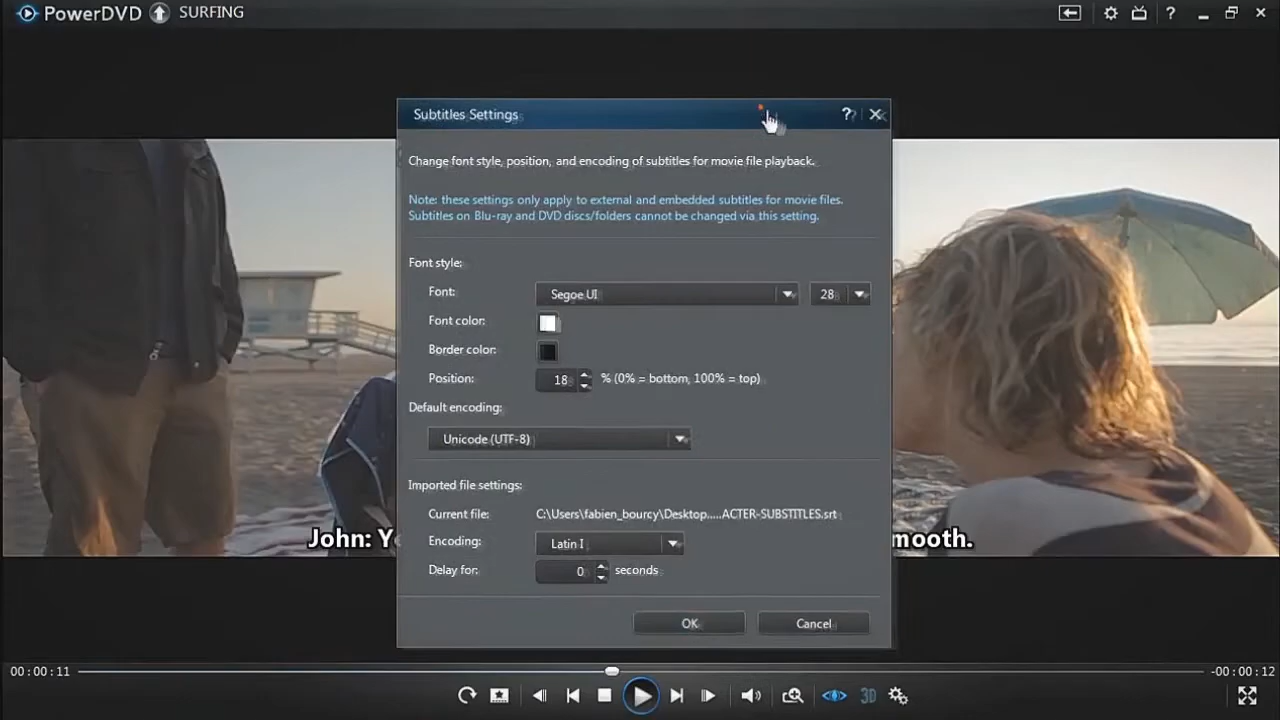 PowerDVD SURFING
?
Subtitles Settings ?
Change font style, position, and encoding of subtitles for movie file playback.
Note: these settings only apply to external and embedded subtitles for movie files.
Subtitles on Blu-ray and DVD discs/folders cannot be changed via this setting.
Font style:
Font: Segoe UI 28
Font color:
Border color:
Position: 18 % (0% = bottom, 100% = top)
Default encoding:
Unicode (UTF-8)
Imported file settings:
Current file: C:\Users\fabien_bourcy\Desktop.....ACTER-SUBTITLES.srt
Encoding: Latin I
Delay for: 0 seconds
John: mooth.
OK Cancel
00:00:11 -00:00:12
3D